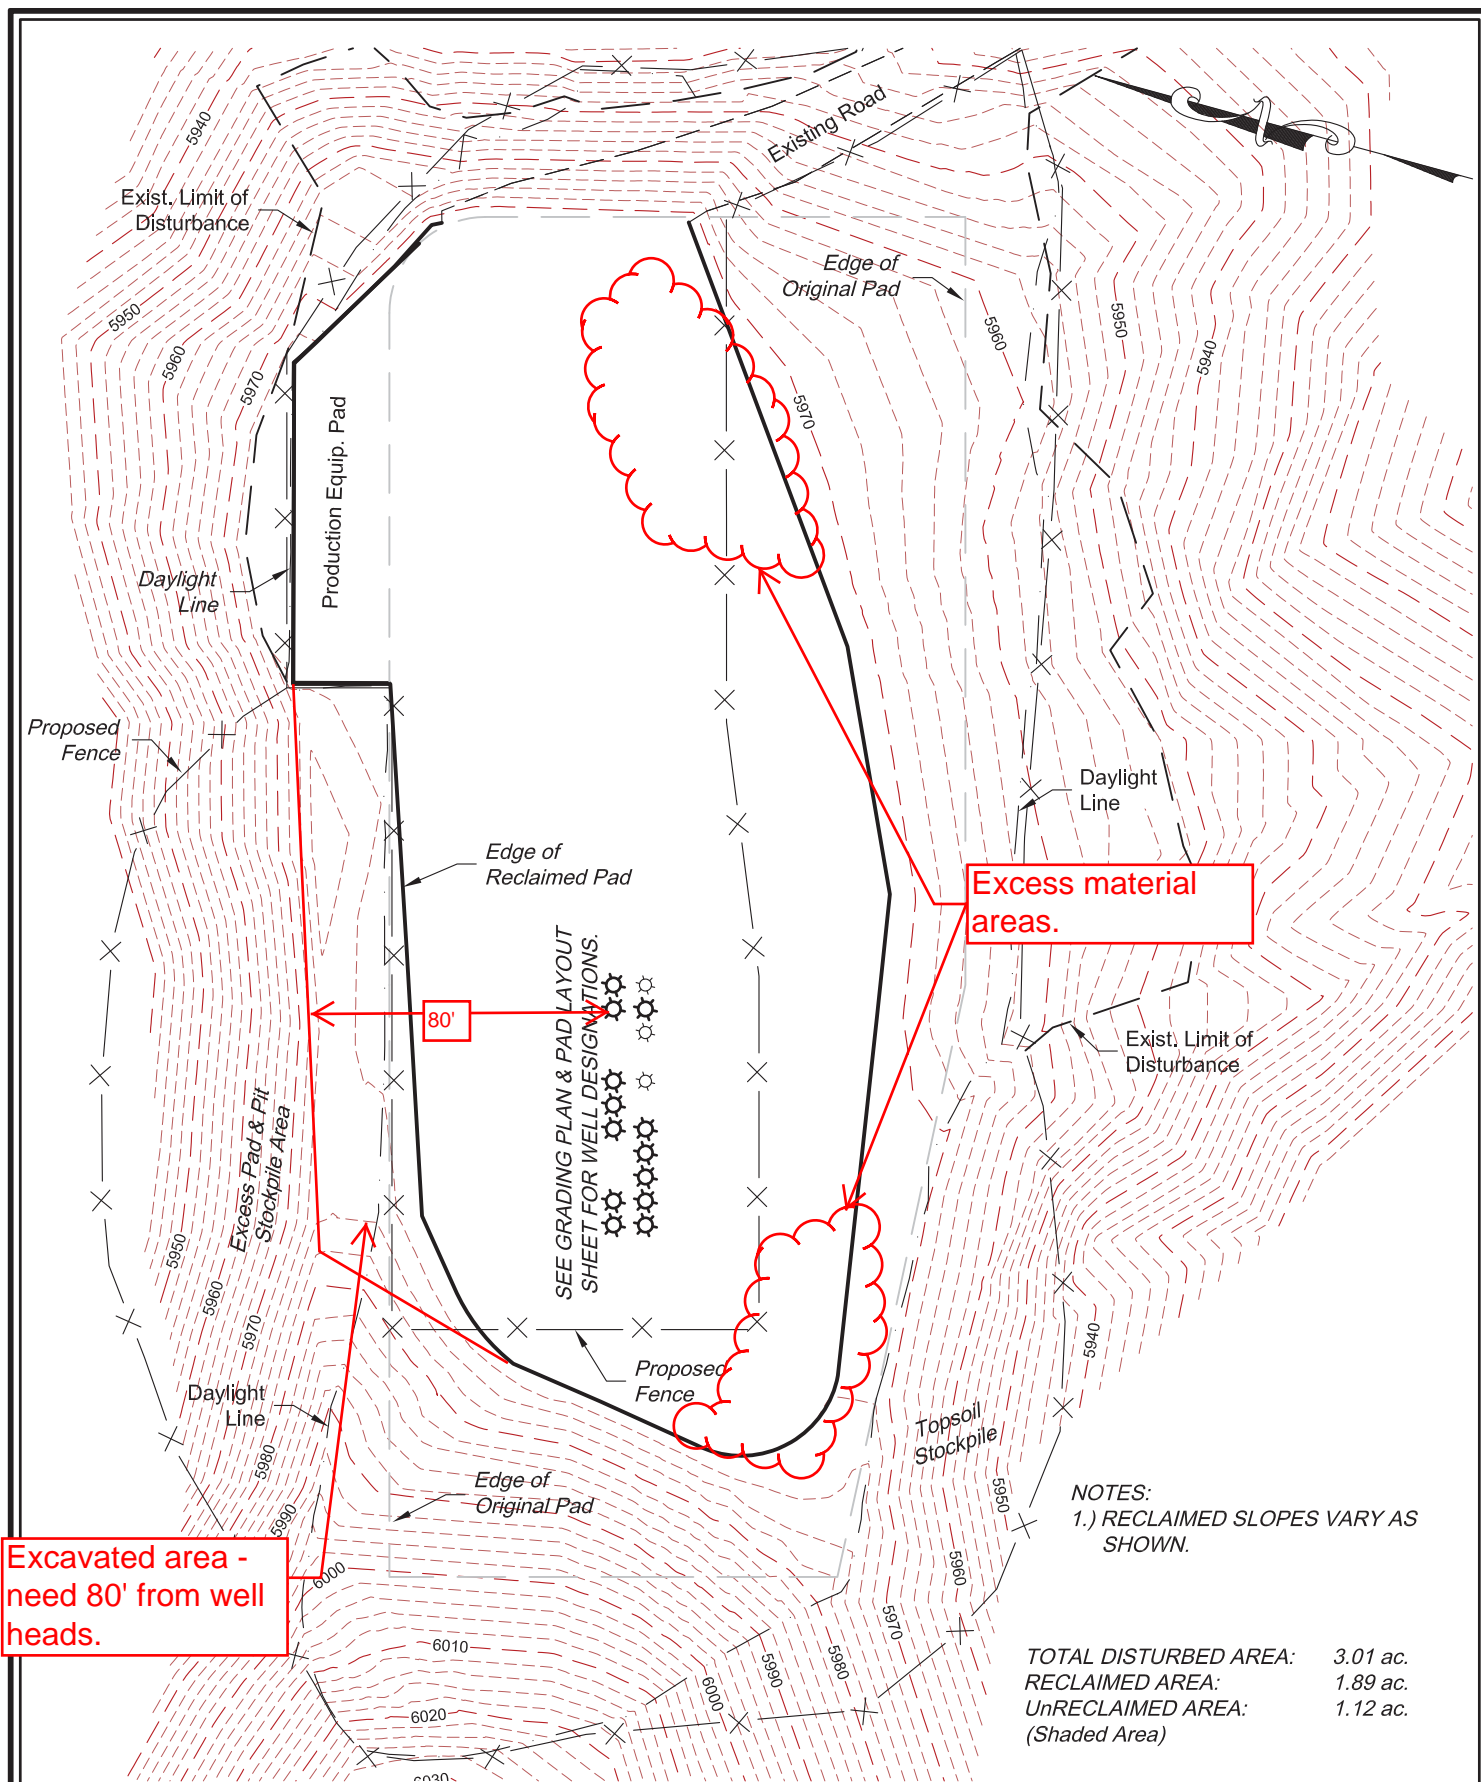 5940
Existing Road
Exist. Limit of
Disturbance
Edge of
Original Pad
5950
5960
5970
5960
5950
5940
5970
Production Equip. Pad
Daylight
Line
Proposed
Fence
Daylight
Line
Edge of
Reclaimed Pad
Excess material
areas.
SEE GRADING PLAN & PAD LAYOUT
SHEET FOR WELL DESIGNATIONS.
80'
Exist. Limit of
Disturbance
Excess Pad & Pit
Stockpile Area
5950
5960
5970
5940
Proposed
Fence
Daylight
Line
Topsoil
Stockpile
5980
5990
6000
Edge of
Original Pad
5950
NOTES:
1.) RECLAIMED SLOPES VARY AS
SHOWN.
Excavated area -
need 80' from well
heads.
5960
5970
5980
5990
6000
6010
6020
6030
TOTAL DISTURBED AREA: 3.01 ac.
RECLAIMED AREA: 1.89 ac.
UnRECLAIMED AREA: 1.12 ac.
(Shaded Area)